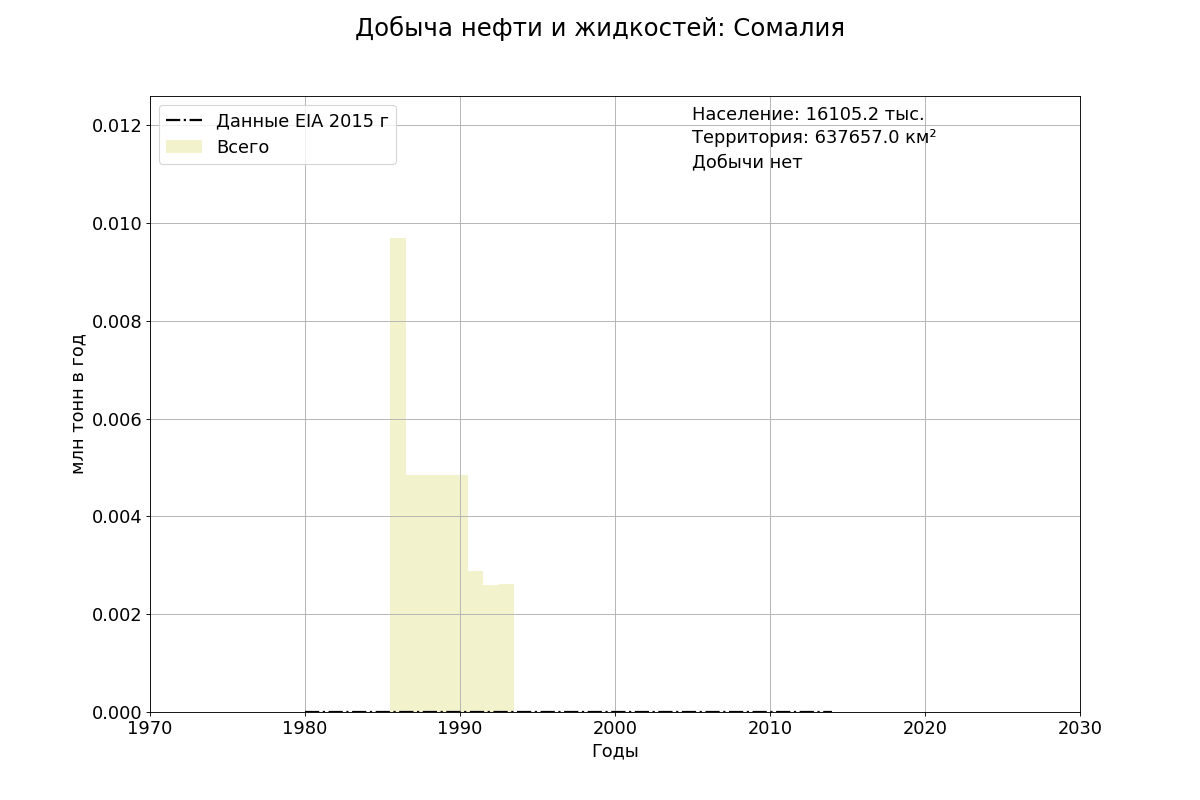 Добыча нефти и жидкостей: Сомалия
Данные EIA 2015 г
Всего
Население: 16105.2 тыс.
Территория: 637657.0 км²
Добычи нет
0.012
0.010
0.008
0.006
0.004
0.002
0.000
млн тонн в год
1970 1980 1990 2000 2010 2020 2030
Годы